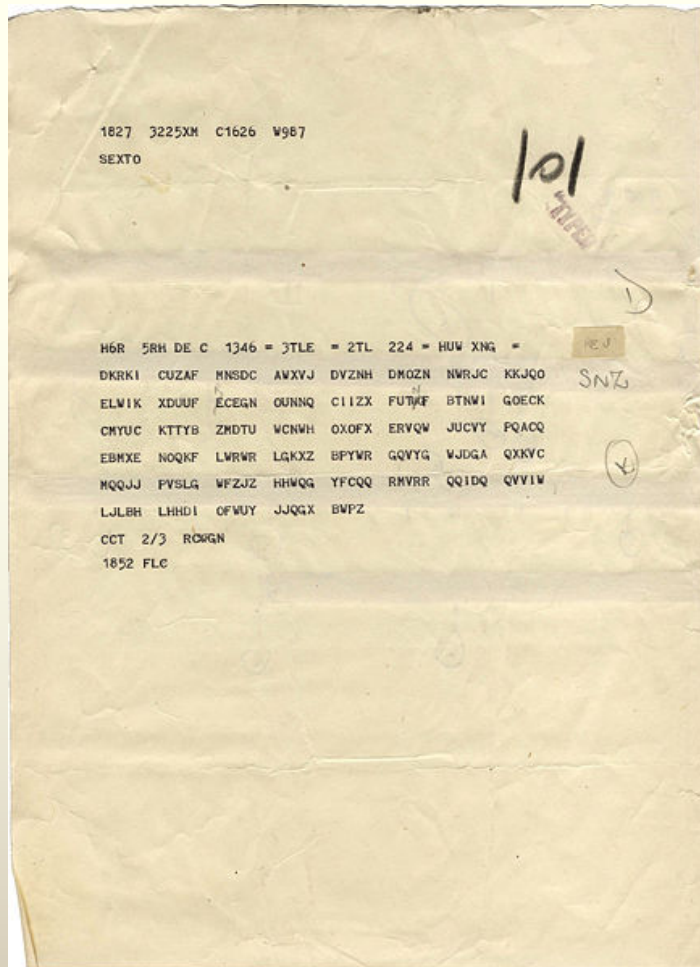 1827 3225XM C1626 W987
SEXTO
101
TYPED
D
H6R 5RH DE C 1346 = 3TLE = 2TL 224 = HUW XNG =
REJ
DKRKI CUZAF MNSDC AWXVJ DVZNH DMOZN NWRJC KKJQO
SNZ
ELWIK XDUUF ECEGN OUNNQ CIIZX FUTKF BTNWI GOECK
CMYUC KTTYB ZMDTU WCNWH OXOFX ERVQW JUCVY PQACQ
EBMXE NOQKF LWRWR LGKXZ BPYWR GQVYG WJDGA QXKVC
K
MQQJJ PVSLG WFZJZ HHWQG YFCQQ RMVRR QQIDQ QVVIW
LJLBH LHHDI OFWUY JJQGX BWPZ
CCT 2/3 RCWGN
1852 FLC